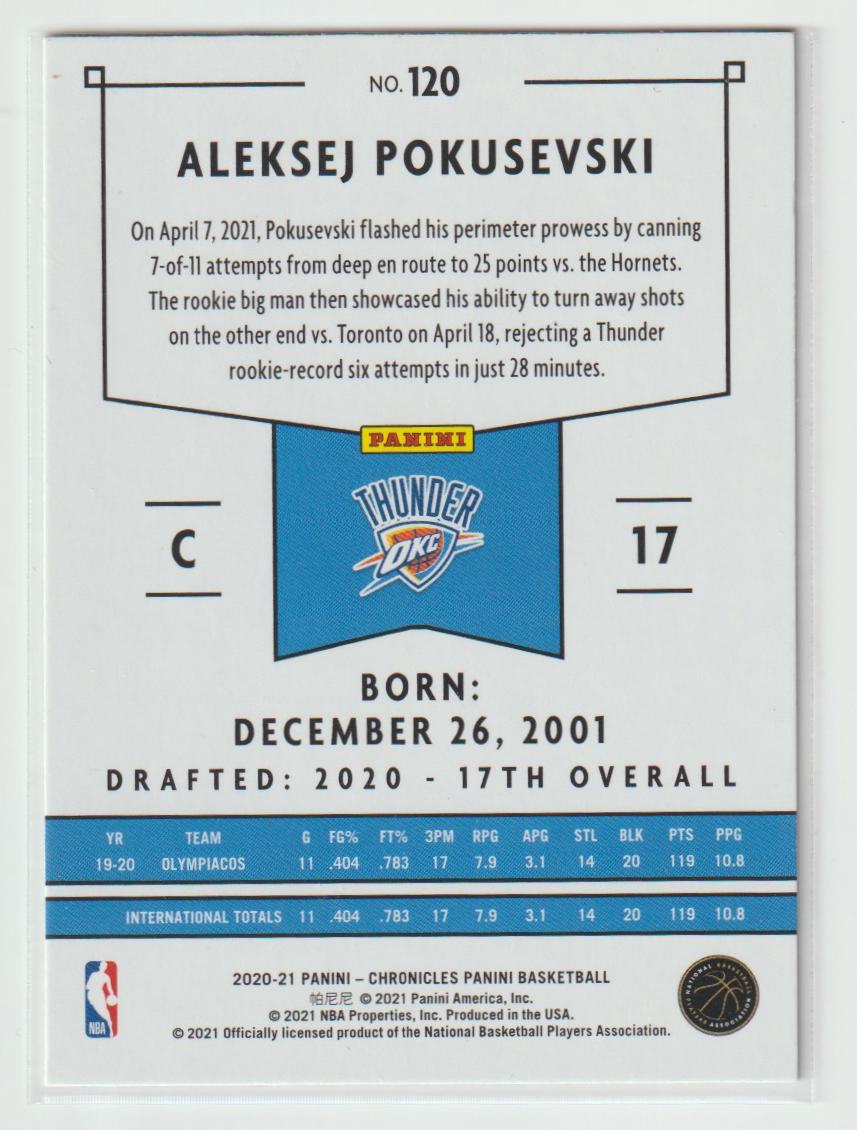 NO. 120
ALEKSEJ POKUSEVSKI
On April 7, 2021, Pokusevski flashed his perimeter prowess by canning
7-of-11 attempts from deep en route to 25 points vs. the Hornets.
The rookie big man then showcased his ability to turn away shots
on the other end vs. Toronto on April 18, rejecting a Thunder
rookie-record six attempts in just 28 minutes.
PANINI
THUNDER
OKC
C
17
BORN:
DECEMBER 26, 2001
DRAFTED: 2020 - 17TH OVERALL
YR TEAM G FG% FT% 3PM RPG APG STL BLK PTS PPG
19-20 OLYMPIACOS 11 .404 .783 17 7.9 3.1 14 20 119 10.8
INTERNATIONAL TOTALS 11 .404 .783 17 7.9 3.1 14 20 119 10.8
NBA
NATIONAL BASKETBALL PLAYERS ASSOCIATION
2020-21 PANINI – CHRONICLES PANINI BASKETBALL
帕尼尼 © 2021 Panini America, Inc.
© 2021 NBA Properties, Inc. Produced in the USA.
© 2021 Officially licensed product of the National Basketball Players Association.